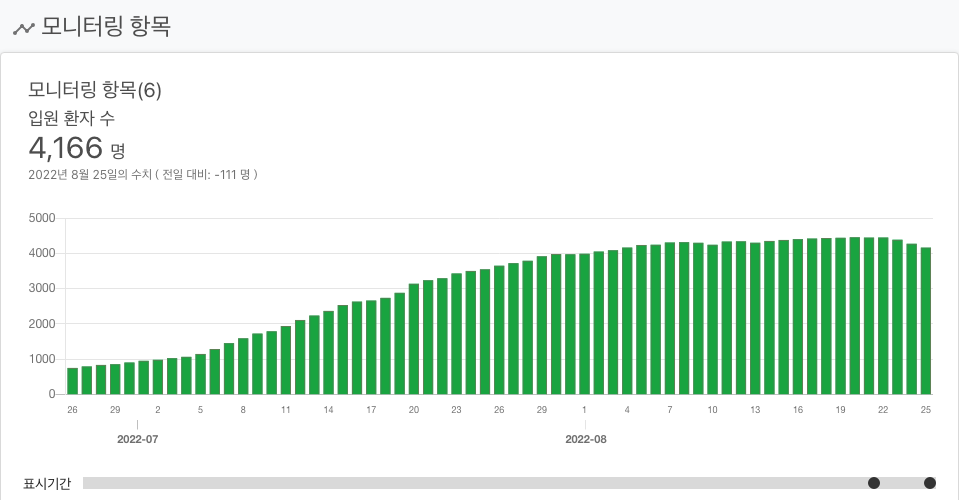 모니터링 항목
모니터링 항목(6)
입원 환자 수
4,166 명
2022년 8월 25일의 수치 ( 전일 대비: -111 명 )
5000
4000
3000
2000
1000
0
26 29 2 5 8 11 14 17 20 23 26 29 1 4 7 10 13 16 19 22 25
2022-07 2022-08
표시기간